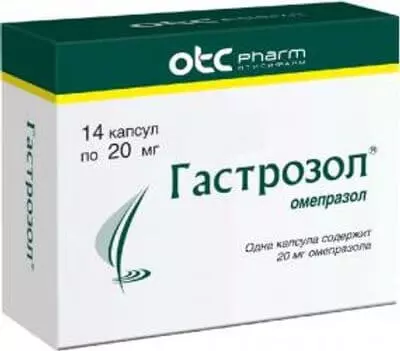 otc pharm
отисифарм
14 капсул
по 20 мг
Гастрозол®
омепразол
Одна капсула содержит
20 мг омепразола
Гастрозол®